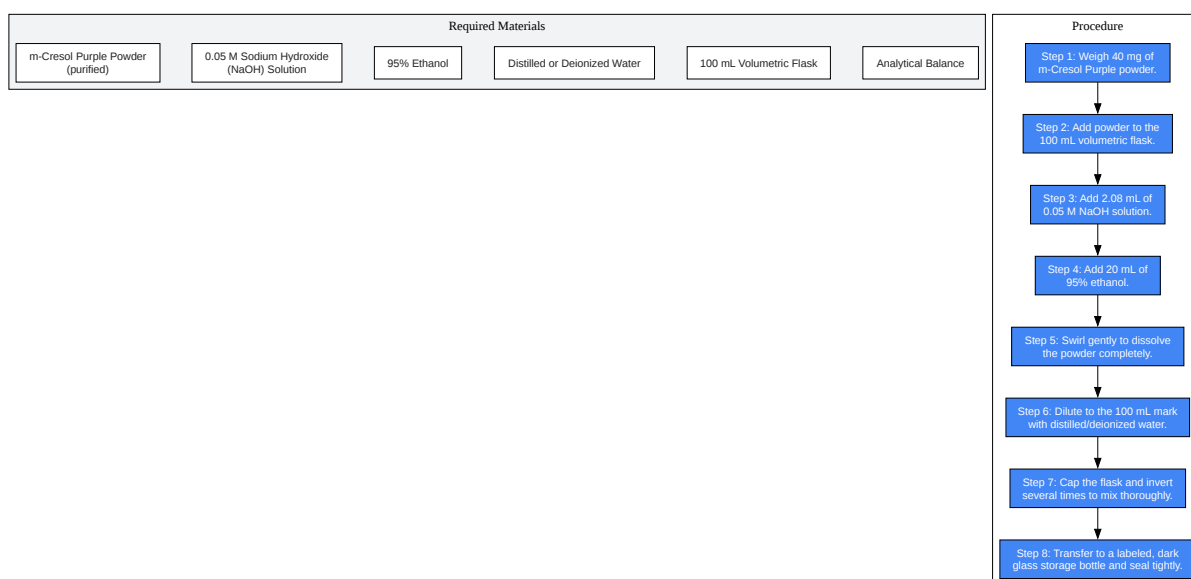 Required Materials
m-Cresol Purple Powder
(purified)
0.05 M Sodium Hydroxide
(NaOH) Solution
95% Ethanol
Distilled or Deionized Water
100 mL Volumetric Flask
Analytical Balance
Procedure
Step 1: Weigh 40 mg of
m-Cresol Purple powder.
Step 2: Add powder to the
100 mL volumetric flask.
Step 3: Add 2.08 mL of
0.05 M NaOH solution.
Step 4: Add 20 mL of
95% ethanol.
Step 5: Swirl gently to dissolve
the powder completely.
Step 6: Dilute to the 100 mL mark
with distilled/deionized water.
Step 7: Cap the flask and invert
several times to mix thoroughly.
Step 8: Transfer to a labeled, dark
glass storage bottle and seal tightly.